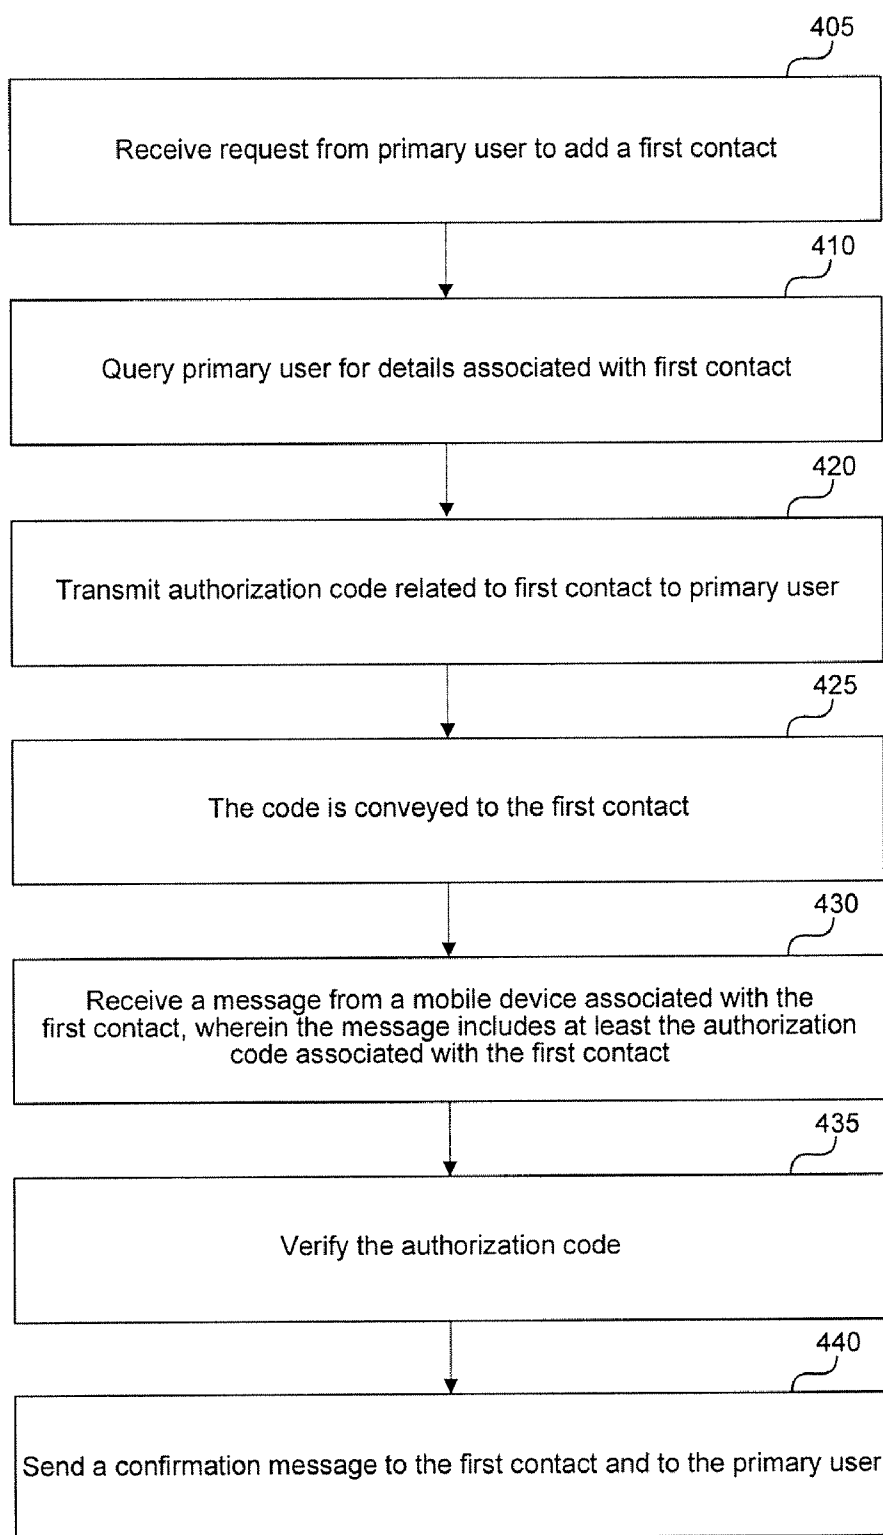 405
Receive request from primary user to add a first contact
410
Query primary user for details associated with first contact
420
Transmit authorization code related to first contact to primary user
425
The code is conveyed to the first contact
430
Receive a message from a mobile device associated with the
first contact, wherein the message includes at least the authorization
code associated with the first contact
435
Verify the authorization code
440
Send a confirmation message to the first contact and to the primary user